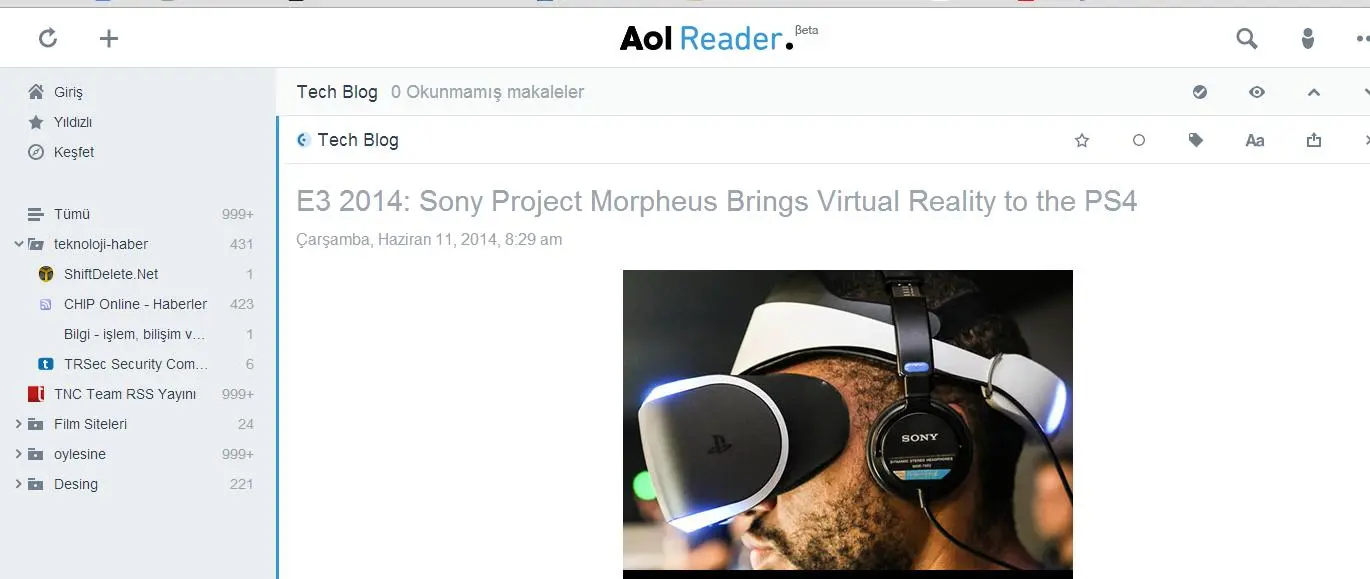 Aol Reader. Beta
Giriş
Yıldızlı
Keşfet
Tümü 999+
teknoloji-haber 431
ShiftDelete.Net 1
CHIP Online - Haberler 423
Bilgi - işlem, bilişim v... 1
TRSec Security Com... 6
TNC Team RSS Yayını 999+
Film Siteleri 24
oylesine 999+
Desing 221
Tech Blog 0 Okunmamış makaleler
Tech Blog Aa
E3 2014: Sony Project Morpheus Brings Virtual Reality to the PS4
Çarşamba, Haziran 11, 2014, 8:29 am
SONY
DYNAMIC STEREO HEADPHONES